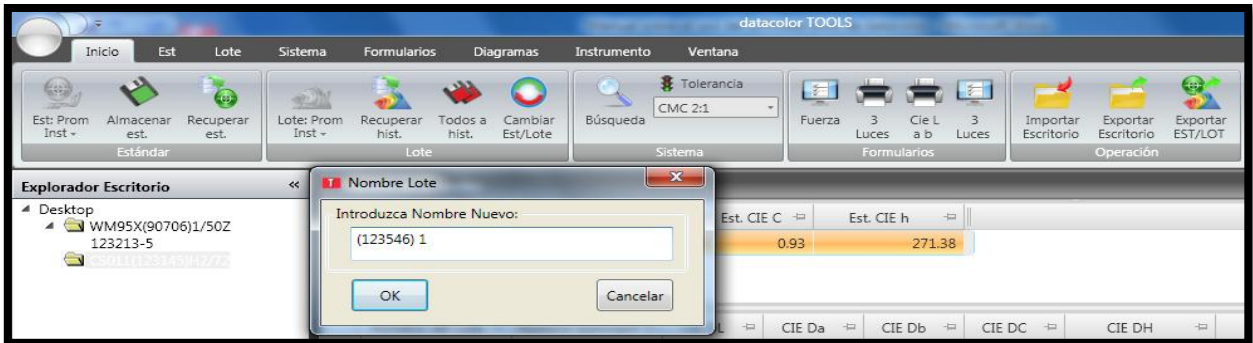 datacolor TOOLS
Inicio Est Lote Sistema Formularios Diagramas Instrumento Ventana
Tolerancia
CMC 2:1
Est: Prom Inst Almacenar est. Recuperar est. Lote: Prom Inst Recuperar hist. Todos a hist. Cambiar Est/Lote Búsqueda Fuerza 3 Luces Cie L a b 3 Luces Importar Escritorio Exportar Escritorio Exportar EST/LOT
Estándar Lote Sistema Formularios Operación
Explorador Escritorio «
Desktop
WM95X(90706)1/50Z
123213-5
CS011(123145)H2/72
Nombre Lote
Introduzca Nombre Nuevo:
(123546) 1
OK Cancelar
Est. CIE C Est. CIE h
0.93 271.38
CIE Da CIE Db CIE DC CIE DH